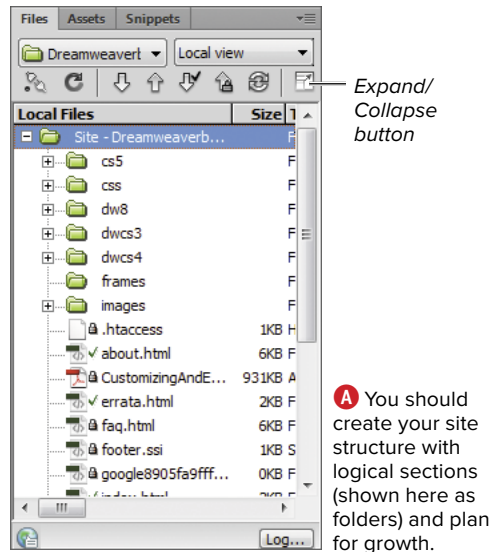 Files Assets Snippets
Dreamweavert Local view
Expand/
Collapse
button
Local Files Size T
Site - Dreamweaverb... F
cs5 F
css F
dw8 F
dwcs3 F
dwcs4 F
frames F
images F
.htaccess 1KB H
about.html 6KB F
CustomizingAndE... 931KB A
errata.html 2KB F
faq.html 6KB F
footer.ssi 1KB S
google8905fa9fff... 0KB F
A You should
create your site
structure with
logical sections
(shown here as
folders) and plan
for growth.
Log...